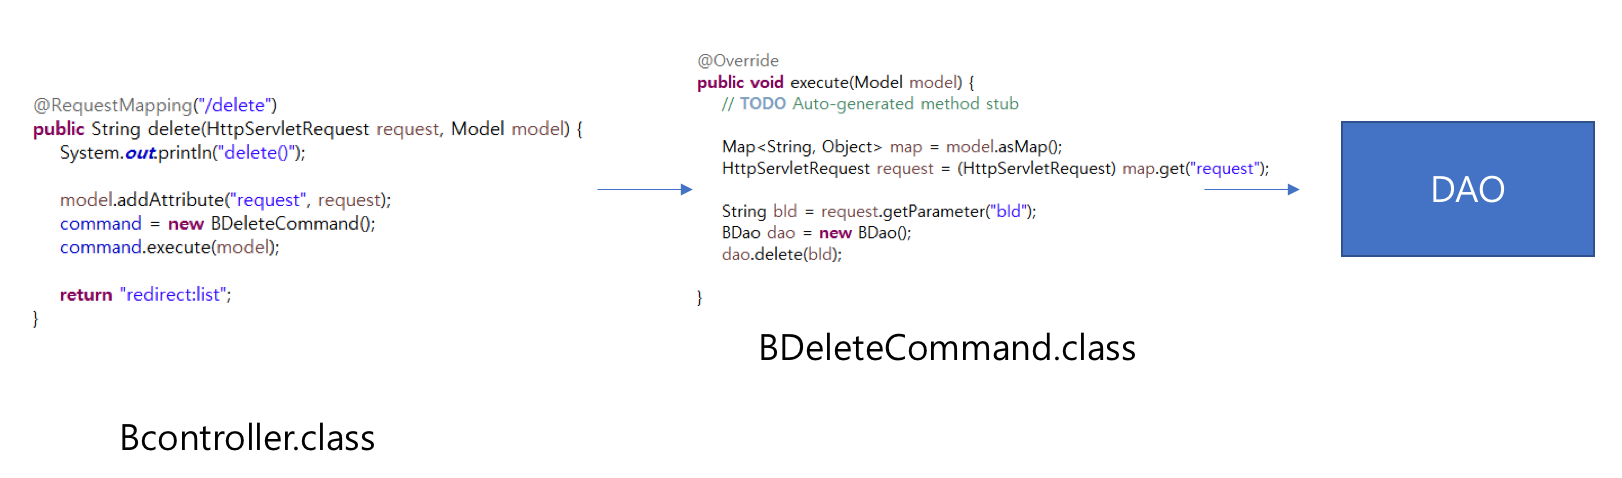 @RequestMapping("/delete")
public String delete(HttpServletRequest request, Model model) {
System.out.println("delete()");
model.addAttribute("request", request);
command = new BDeleteCommand();
command.execute(model);
return "redirect:list";
}
Bcontroller.class
@Override
public void execute(Model model) {
// TODO Auto-generated method stub
Map<String, Object> map = model.asMap();
HttpServletRequest request = (HttpServletRequest) map.get("request");
String bId = request.getParameter("bId");
BDao dao = new BDao();
dao.delete(bId);
}
BDeleteCommand.class
DAO